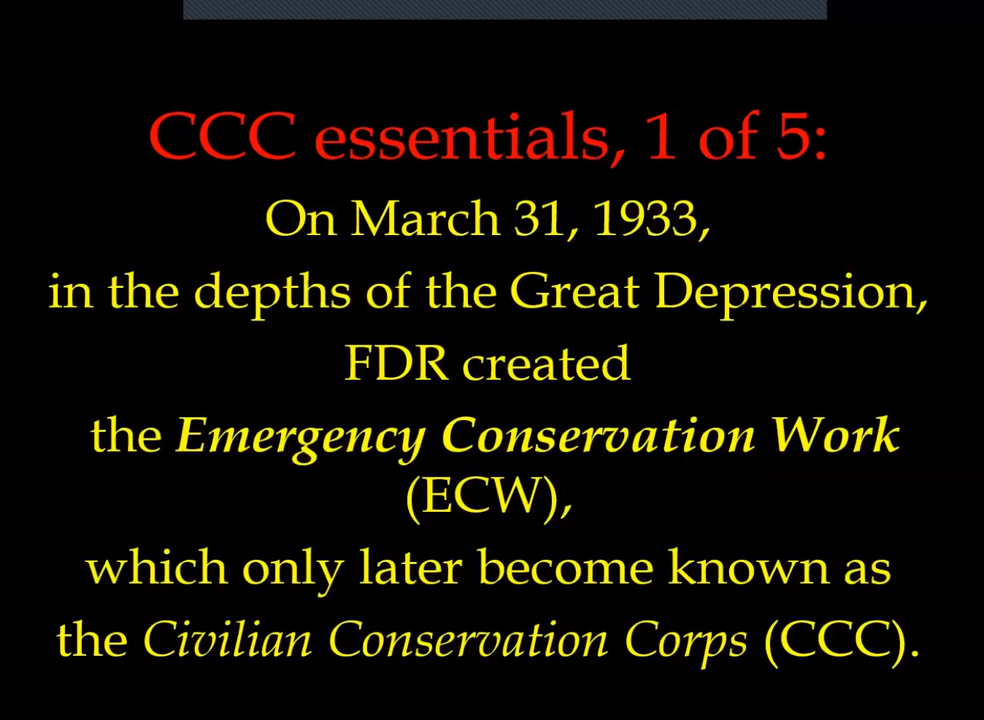 CCC essentials, 1 of 5:
On March 31, 1933,
in the depths of the Great Depression,
FDR created
the Emergency Conservation Work
(ECW),
which only later become known as
the Civilian Conservation Corps (CCC).